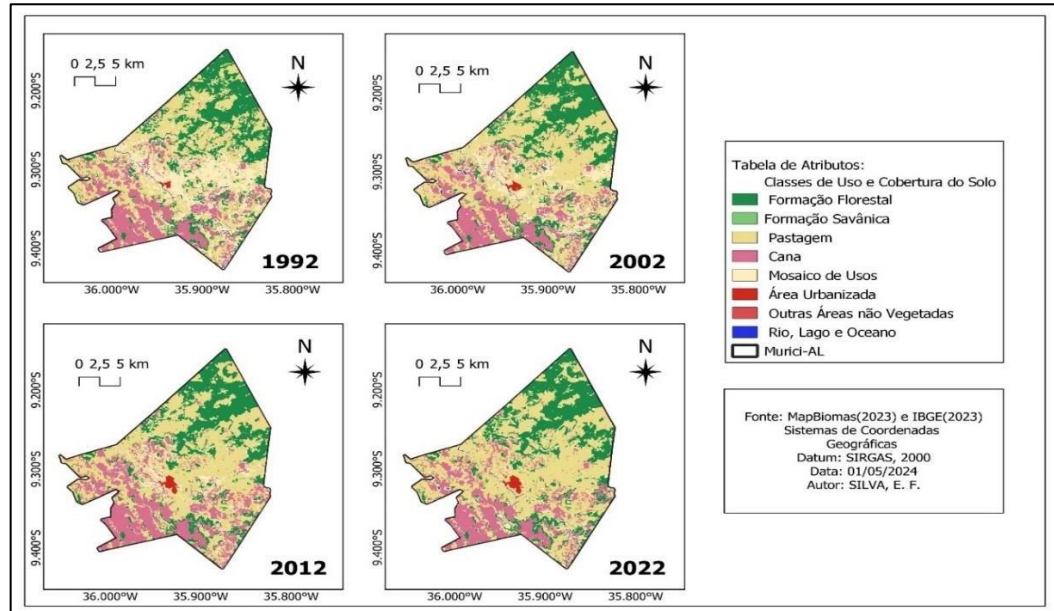 N
0 2,5 5 km
9.200°S
9.300°S
9.400°S
1992
36.000°W 35.900°W 35.800°W
N
0 2,5 5 km
9.200°S
9.300°S
9.400°S
2002
36.000°W 35.900°W 35.800°W
N
0 2,5 5 km
9.200°S
9.300°S
9.400°S
2012
36.000°W 35.900°W 35.800°W
N
0 2,5 5 km
9.200°S
9.300°S
9.400°S
2022
36.000°W 35.900°W 35.800°W
Tabela de Atributos:
Classes de Uso e Cobertura do Solo
Formação Florestal
Formação Savânica
Pastagem
Cana
Mosaico de Usos
Área Urbanizada
Outras Áreas não Vegetadas
Rio, Lago e Oceano
Murici-AL
Fonte: MapBiomas(2023) e IBGE(2023)
Sistemas de Coordenadas
Geográficas
Datum: SIRGAS, 2000
Data: 01/05/2024
Autor: SILVA, E. F.